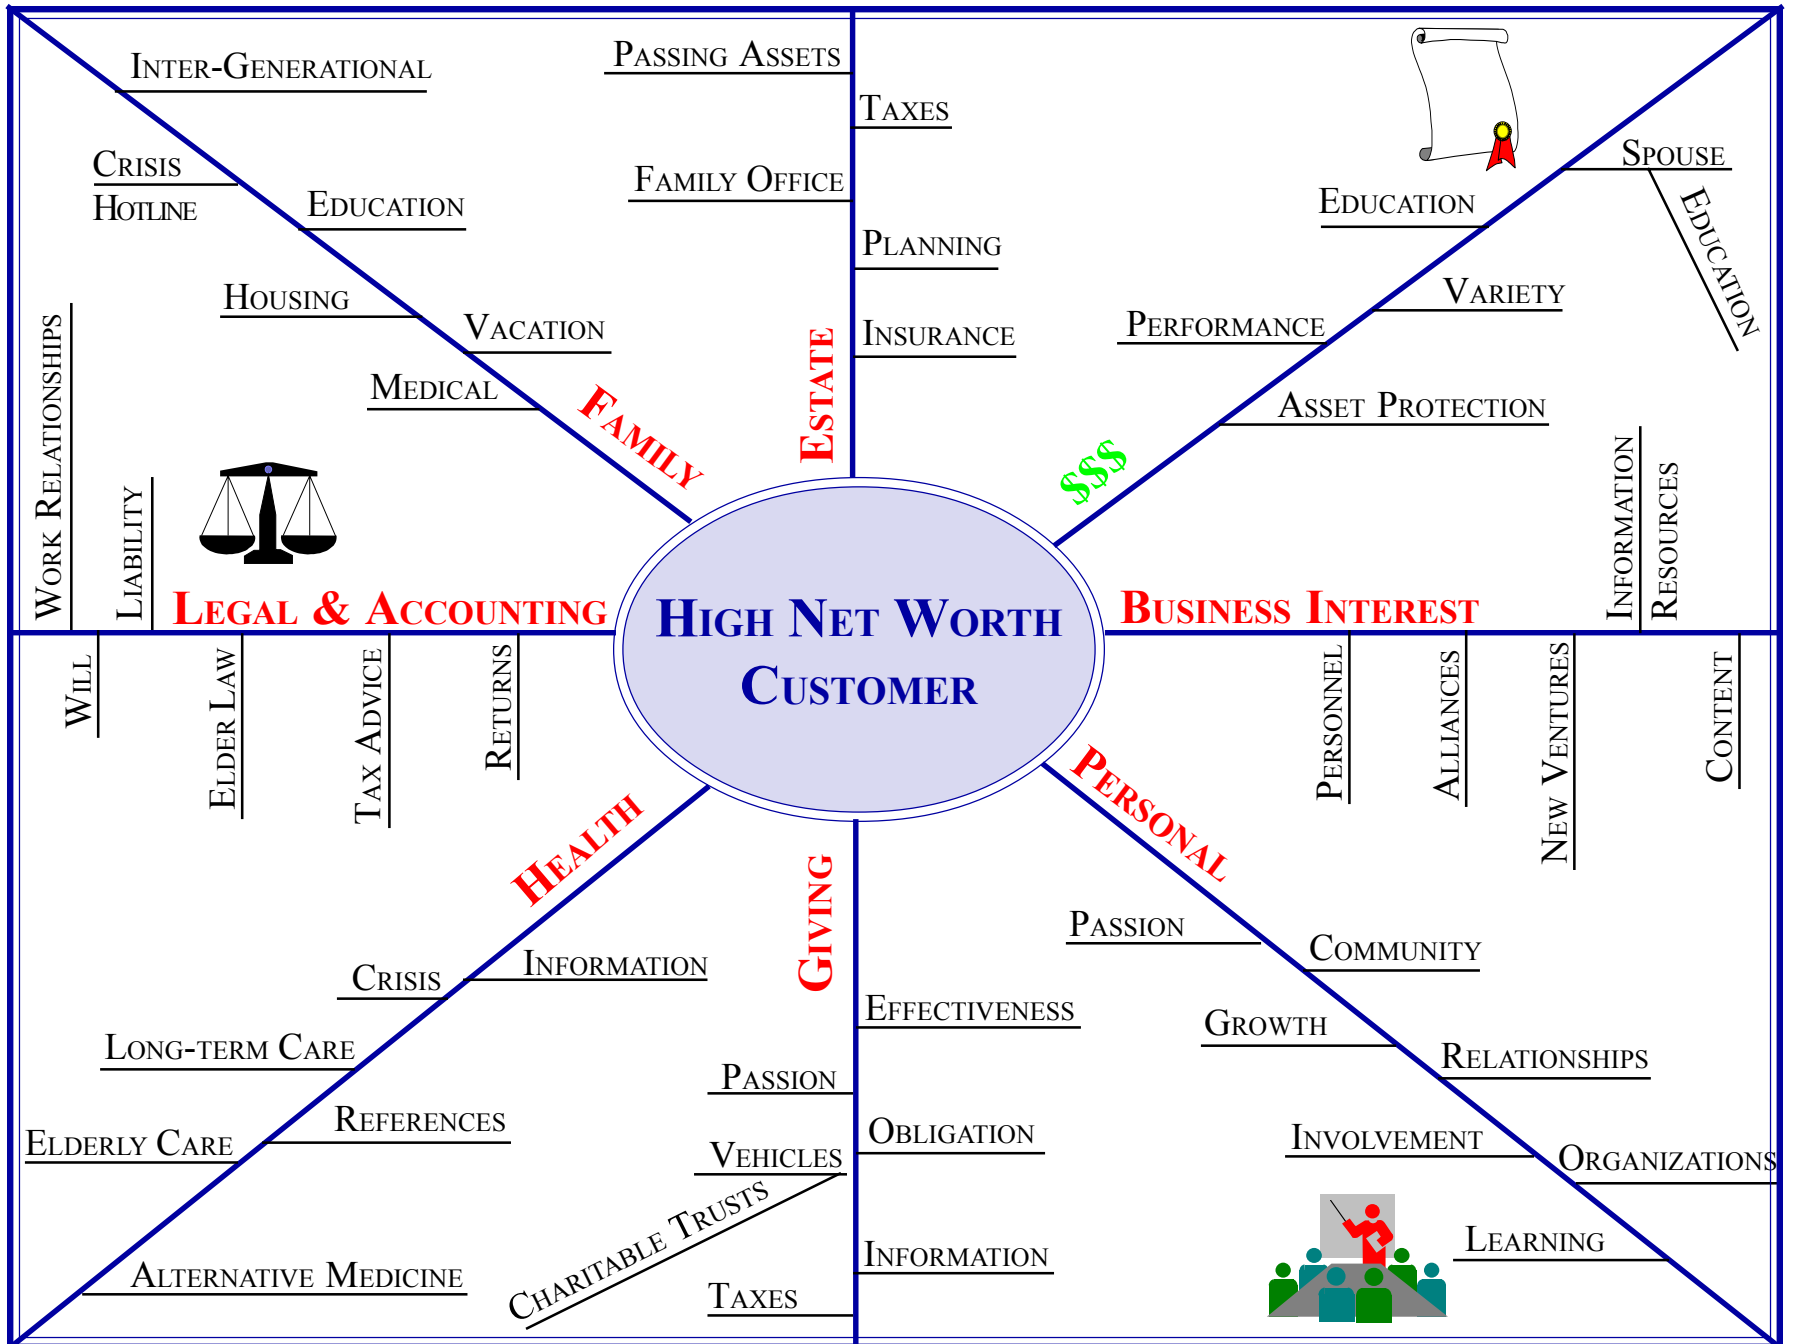 Inter-Generational
Crisis
Hotline
Education
Housing
Vacation
Medical
Family
Passing Assets
Taxes
Family Office
Planning
Insurance
Estate
Spouse
Education
Education
Variety
Performance
Asset Protection
$$$
Work Relationships
Liability
Legal & Accounting
Will
Elder Law
Tax Advice
Returns
High Net Worth
Customer
Business Interest
Information
Resources
Personnel
Alliances
New Ventures
Content
Health
Information
Crisis
Long-term Care
References
Elderly Care
Alternative Medicine
Giving
Effectiveness
Passion
Obligation
Vehicles
Charitable Trusts
Information
Taxes
Personal
Passion
Community
Growth
Relationships
Involvement
Organizations
Learning